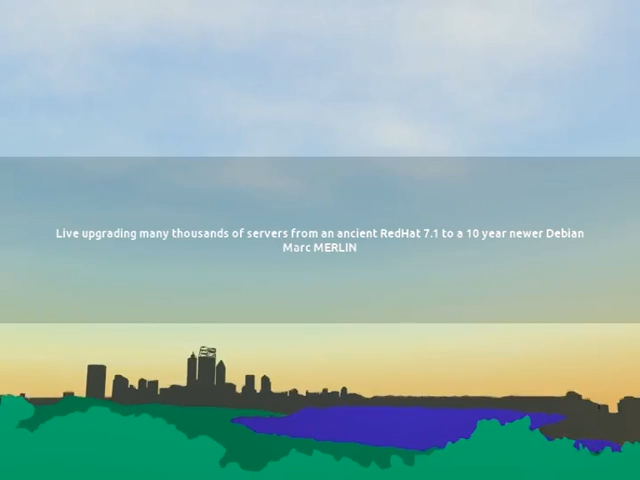 Live upgrading many thousands of servers from an ancient RedHat 7.1 to a 10 year newer Debian
Marc MERLIN